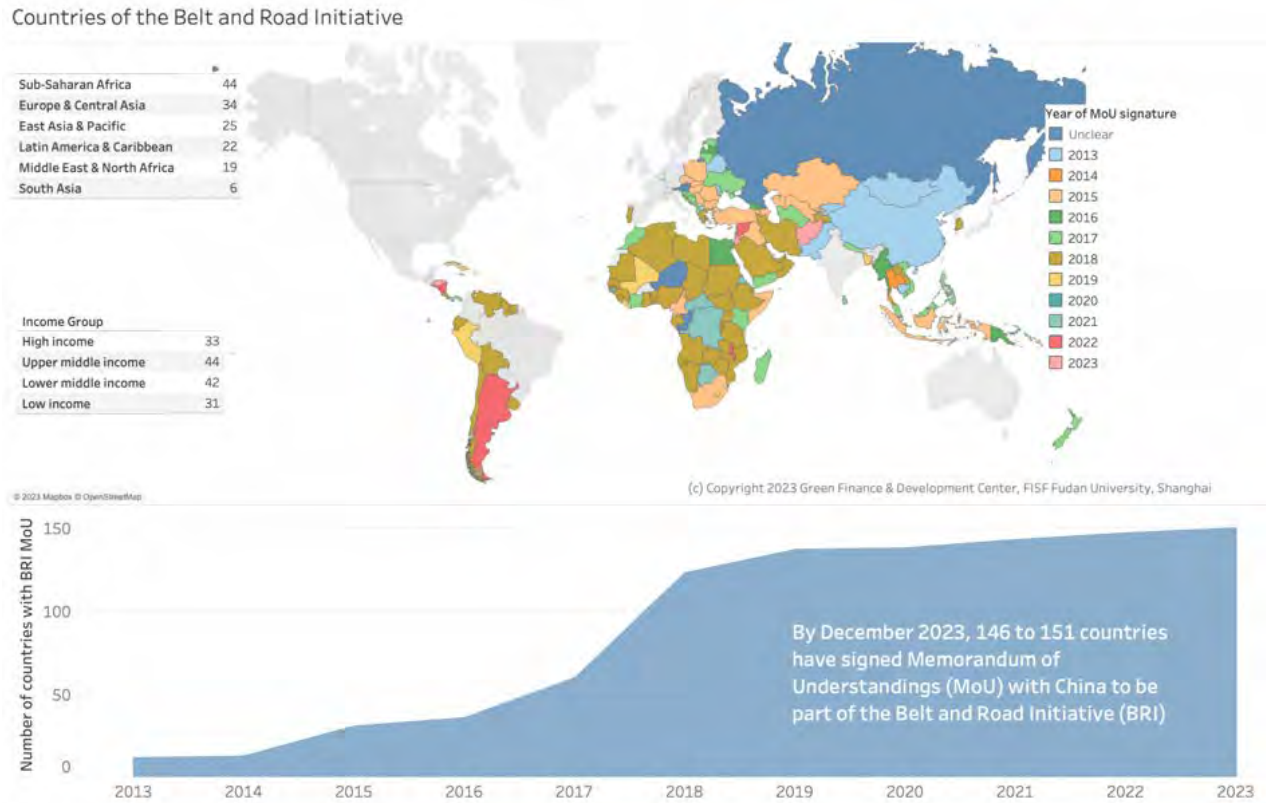 Countries of the Belt and Road Initiative
Sub-Saharan Africa 44
Europe & Central Asia 34
East Asia & Pacific 25
Latin America & Caribbean 22
Middle East & North Africa 19
South Asia 6
Income Group
High income 33
Upper middle income 44
Lower middle income 42
Low income 31
Year of MoU signature
Unclear
2013
2014
2015
2016
2017
2018
2019
2020
2021
2022
2023
© 2023 Mapbox © OpenStreetMap
(c) Copyright 2023 Green Finance & Development Center, FISF Fudan University, Shanghai
Number of countries with BRI MoU
150
100
50
0
By December 2023, 146 to 151 countries
have signed Memorandum of
Understandings (MoU) with China to be
part of the Belt and Road Initiative (BRI)
2013 2014 2015 2016 2017 2018 2019 2020 2021 2022 2023